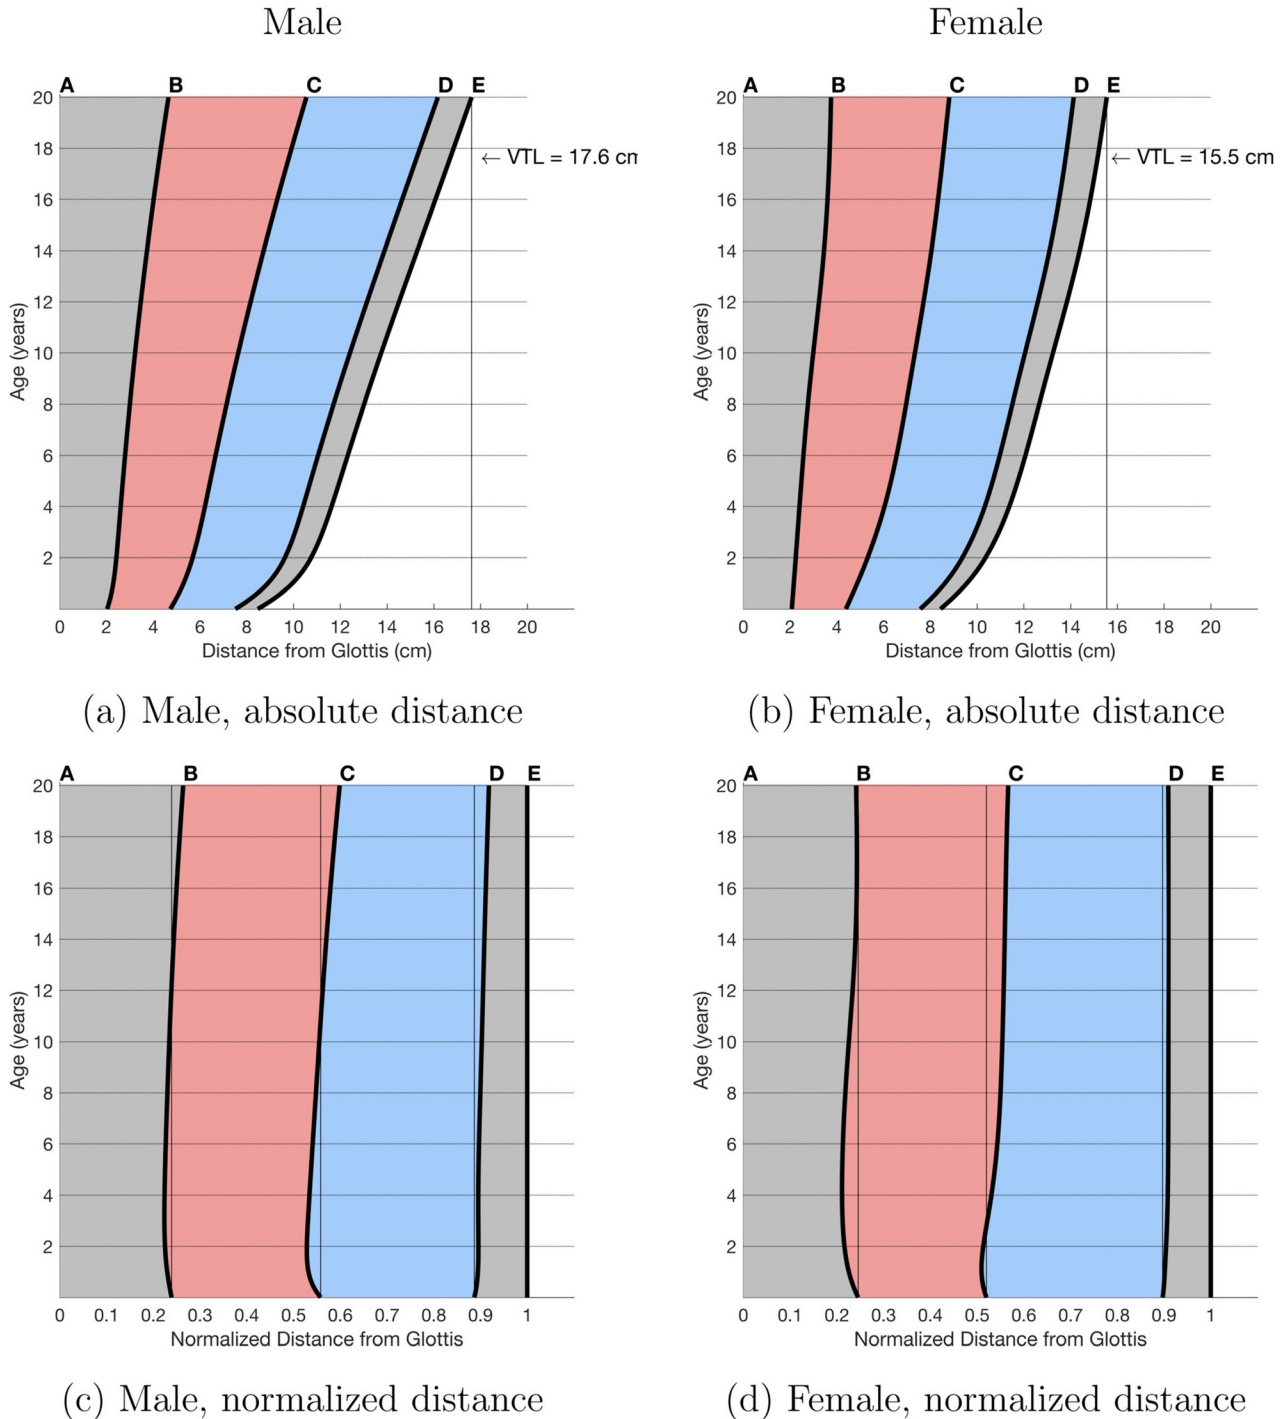 Male
Female
A B C D E
20
18
16
14
12
10
8
6
4
2
← VTL = 17.6 cm
Age (years)
0 2 4 6 8 10 12 14 16 18 20
Distance from Glottis (cm)
A B C D E
20
18
16
14
12
10
8
6
4
2
← VTL = 15.5 cm
Age (years)
0 2 4 6 8 10 12 14 16 18 20
Distance from Glottis (cm)
(a) Male, absolute distance
(b) Female, absolute distance
A B C D E
20
18
16
14
12
10
8
6
4
2
Age (years)
0 0.1 0.2 0.3 0.4 0.5 0.6 0.7 0.8 0.9 1
Normalized Distance from Glottis
A B C D E
20
18
16
14
12
10
8
6
4
2
Age (years)
0 0.1 0.2 0.3 0.4 0.5 0.6 0.7 0.8 0.9 1
Normalized Distance from Glottis
(c) Male, normalized distance
(d) Female, normalized distance